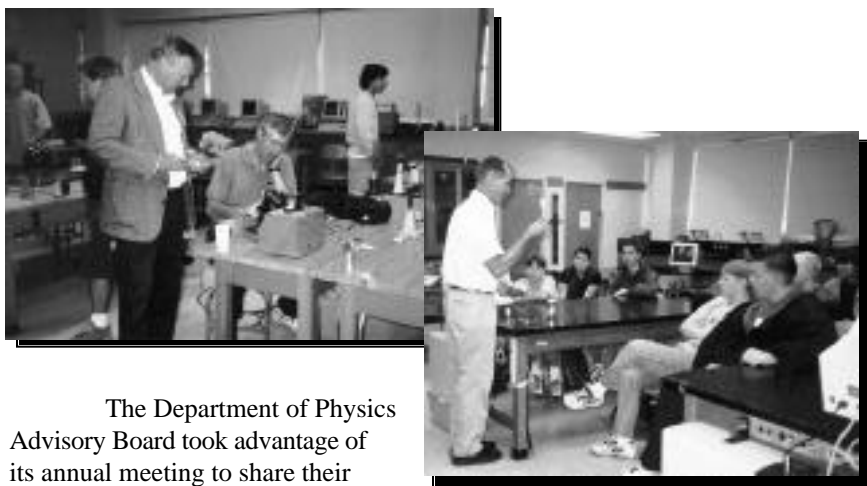 The Department of Physics
Advisory Board took advantage of
its annual meeting to share their